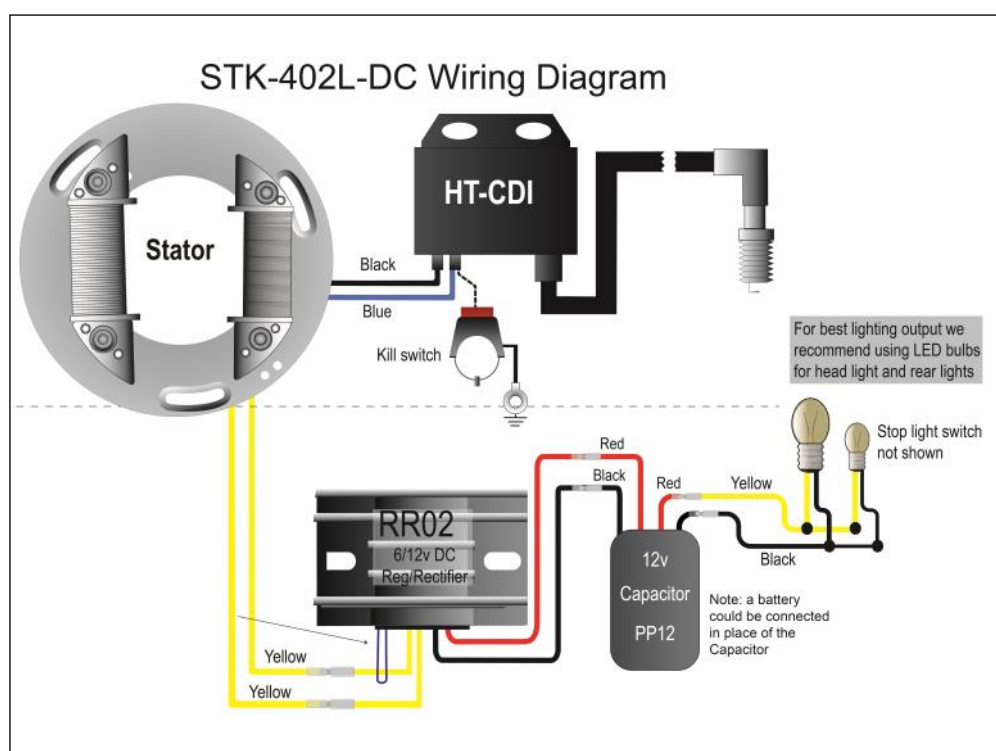 STK-402L-DC Wiring Diagram
HT-CDI
Stator
Black
Blue
Kill switch
For best lighting output we
recommend using LED bulbs
for head light and rear lights
Stop light switch
not shown
Red
Black
Red
Yellow
Black
RR02
6/12v DC
Reg/Rectifier
12v
Capacitor
PP12
Note: a battery
could be connected
in place of the
Capacitor
Yellow
Yellow